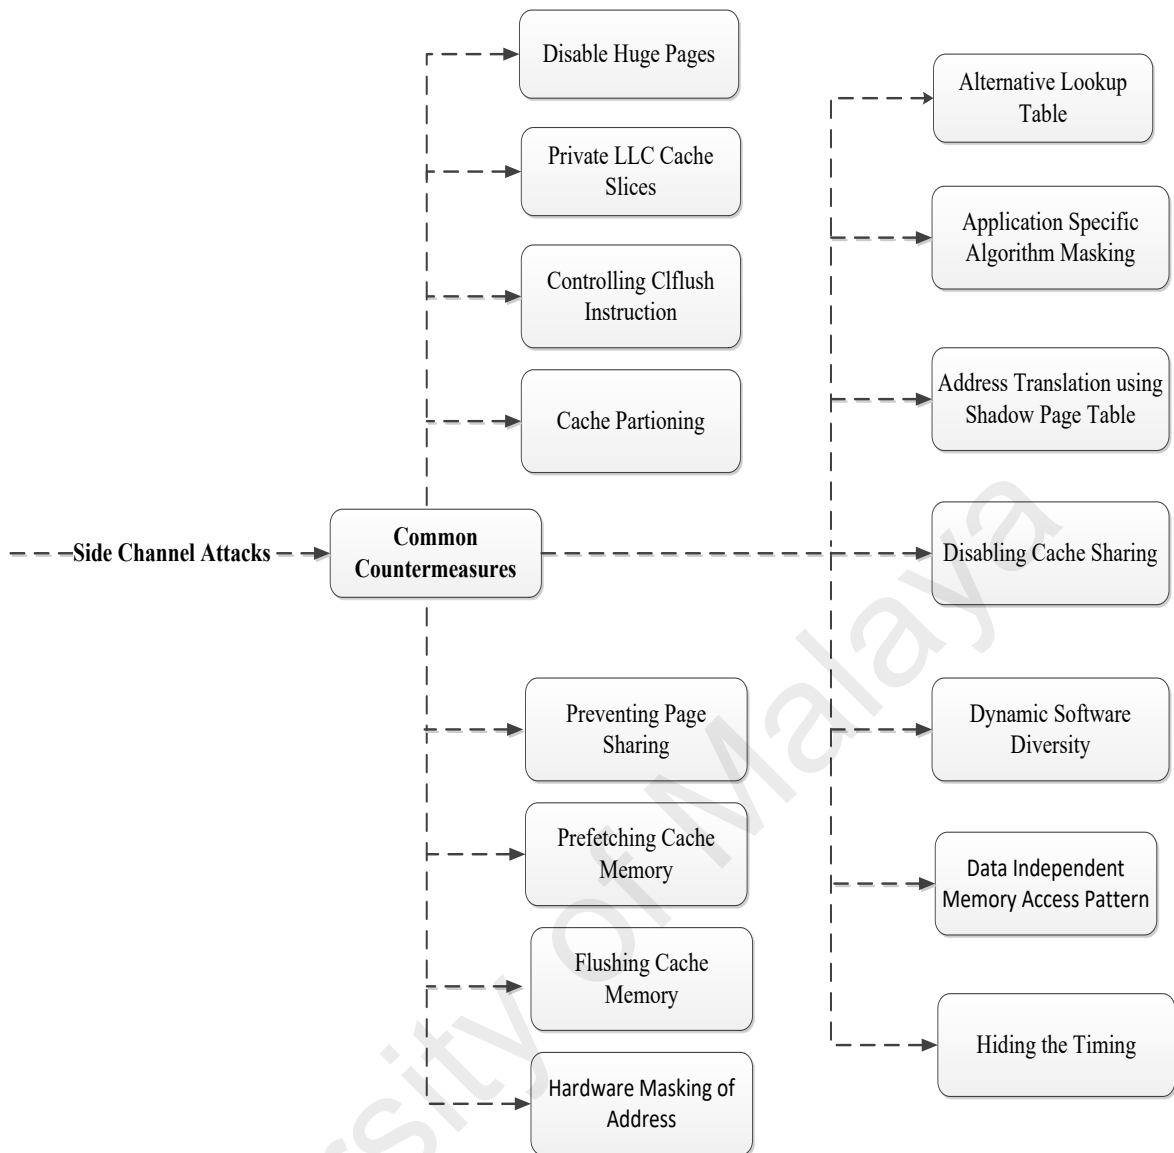 Disable Huge Pages
Private LLC Cache
Slices
Controlling Clflush
Instruction
Cache Partioning
Side Channel Attacks
Common
Countermeasures
Preventing Page
Sharing
Prefetching Cache
Memory
Flushing Cache
Memory
Hardware Masking of
Address
Alternative Lookup
Table
Application Specific
Algorithm Masking
Address Translation using
Shadow Page Table
Disabling Cache Sharing
Dynamic Software
Diversity
Data Independent
Memory Access Pattern
Hiding the Timing
rsity of Malaya